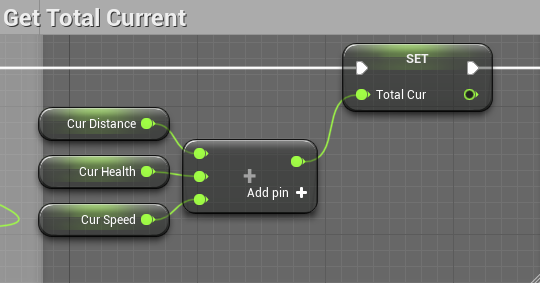 Get Total Current
SET
Total Cur
Cur Distance
Cur Health
Cur Speed
Add pin +